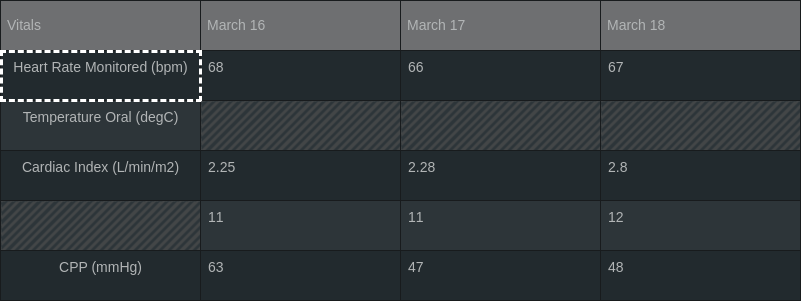 Vitals March 16 March 17 March 18
Heart Rate Monitored (bpm) 68 66 67
Temperature Oral (degC)
Cardiac Index (L/min/m2) 2.25 2.28 2.8
11 11 12
CPP (mmHg) 63 47 48